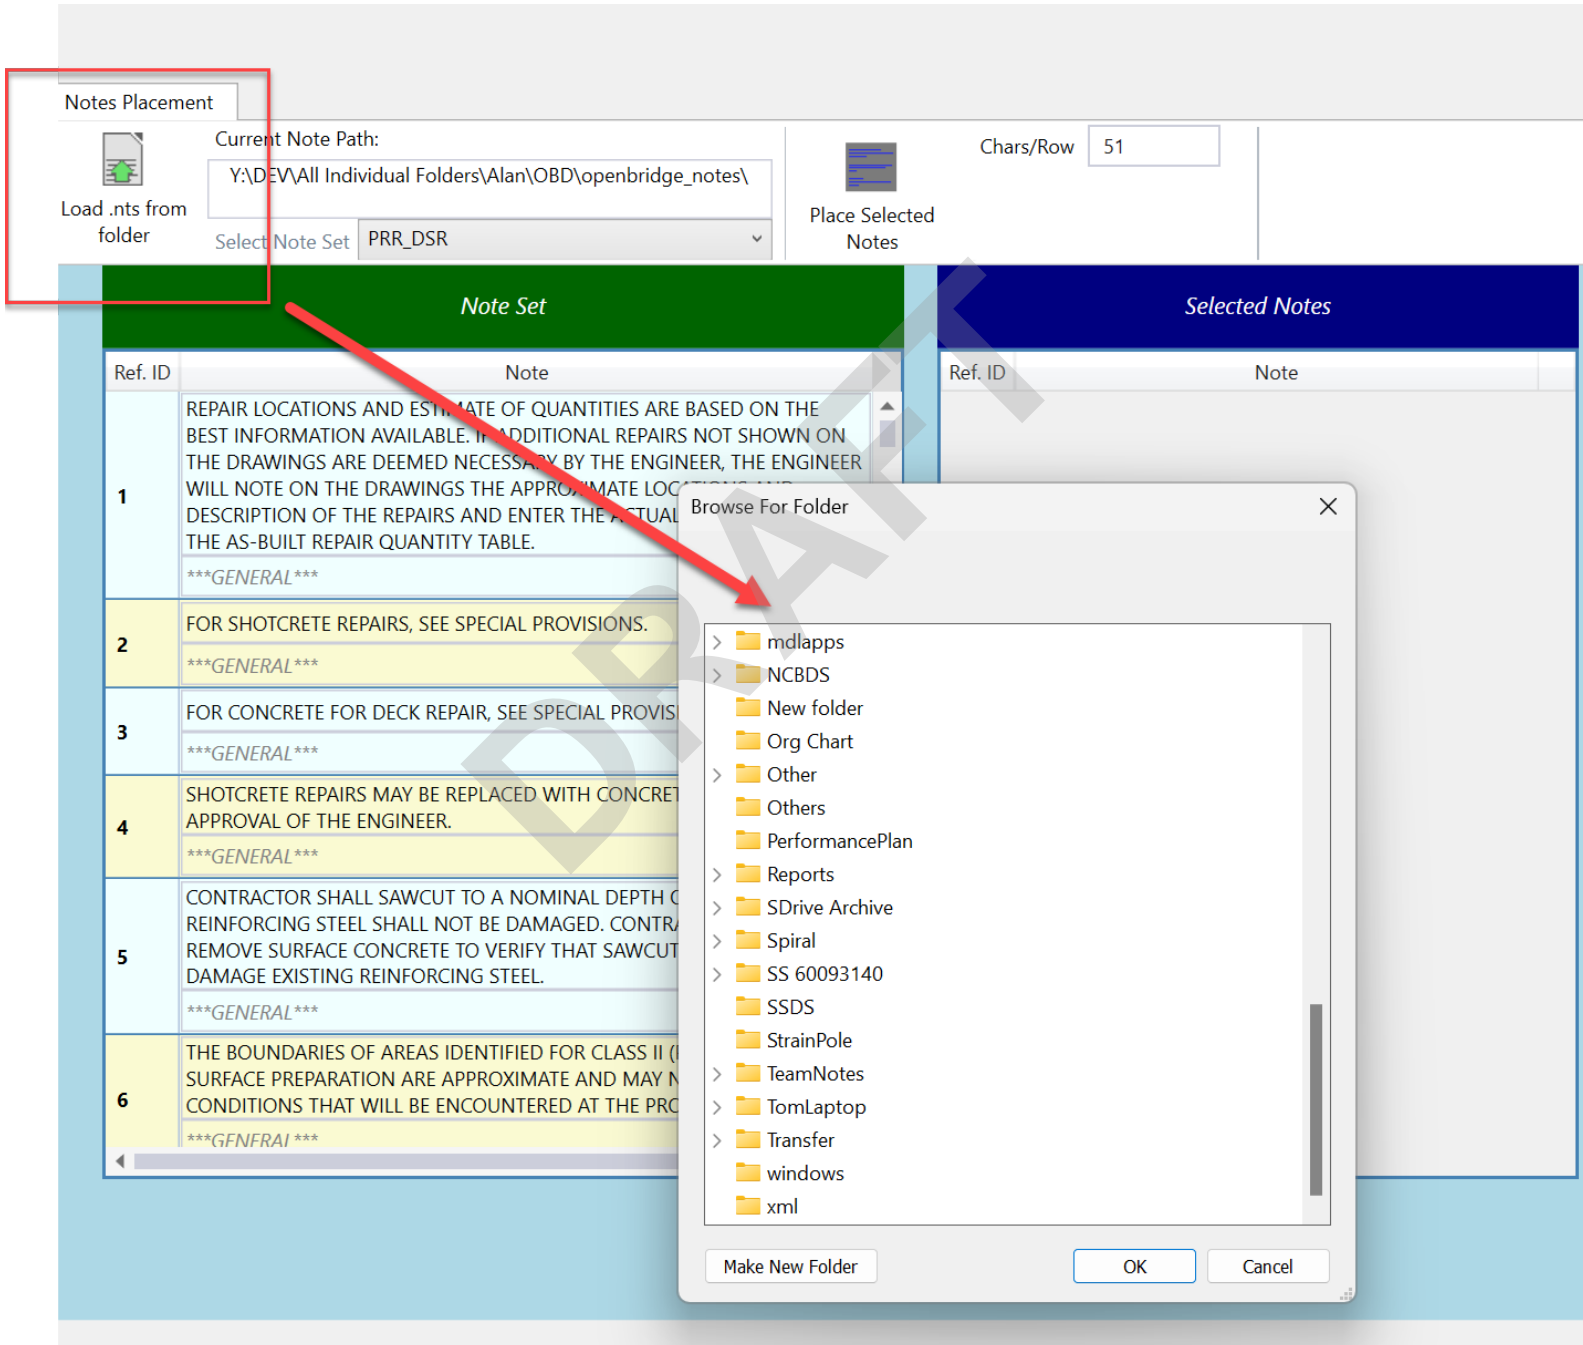 Notes Placement
Load .nts from
folder
Current Note Path:
Y:\DEV\All Individual Folders\Alan\OBD\openbridge_notes\
Select Note Set PRR_DSR
Place Selected
Notes
Chars/Row 51
Note Set
Ref. ID Note
1
REPAIR LOCATIONS AND ESTIMATE OF QUANTITIES ARE BASED ON THE
BEST INFORMATION AVAILABLE. IF ADDITIONAL REPAIRS NOT SHOWN ON
THE DRAWINGS ARE DEEMED NECESSARY BY THE ENGINEER, THE ENGINEER
WILL NOTE ON THE DRAWINGS THE APPROXIMATE LOCATIONS AND
DESCRIPTION OF THE REPAIRS AND ENTER THE ACTUAL
THE AS-BUILT REPAIR QUANTITY TABLE.
***GENERAL***
2
FOR SHOTCRETE REPAIRS, SEE SPECIAL PROVISIONS.
***GENERAL***
3
FOR CONCRETE FOR DECK REPAIR, SEE SPECIAL PROVIS
***GENERAL***
4
SHOTCRETE REPAIRS MAY BE REPLACED WITH CONCRET
APPROVAL OF THE ENGINEER.
***GENERAL***
5
CONTRACTOR SHALL SAWCUT TO A NOMINAL DEPTH
REINFORCING STEEL SHALL NOT BE DAMAGED. CONTR
REMOVE SURFACE CONCRETE TO VERIFY THAT SAWCUT
DAMAGE EXISTING REINFORCING STEEL.
***GENERAL***
6
THE BOUNDARIES OF AREAS IDENTIFIED FOR CLASS II
SURFACE PREPARATION ARE APPROXIMATE AND MAY N
CONDITIONS THAT WILL BE ENCOUNTERED AT THE PRO
***GENERAL***
Selected Notes
Ref. ID Note
Browse For Folder
mdlapps
NCBDS
New folder
Org Chart
Other
Others
PerformancePlan
Reports
SDrive Archive
Spiral
SS 60093140
SSDS
StrainPole
TeamNotes
TomLaptop
Transfer
windows
xml
Make New Folder OK Cancel
DRAFT